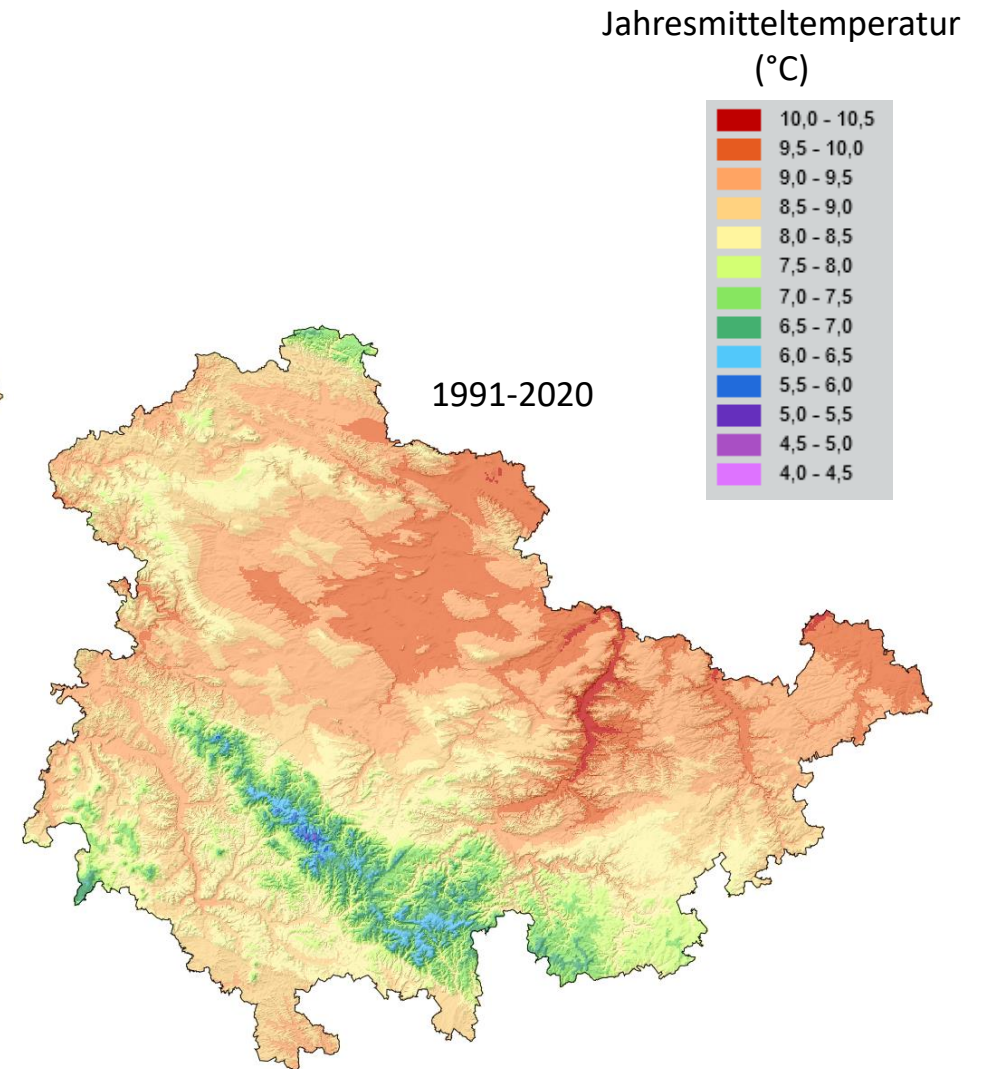 Jahresmitteltemperatur
(°C)
10,0 - 10,5
9,5 - 10,0
9,0 - 9,5
8,5 - 9,0
8,0 - 8,5
7,5 - 8,0
7,0 - 7,5
6,5 - 7,0
6,0 - 6,5
5,5 - 6,0
5,0 - 5,5
4,5 - 5,0
4,0 - 4,5
1991-2020